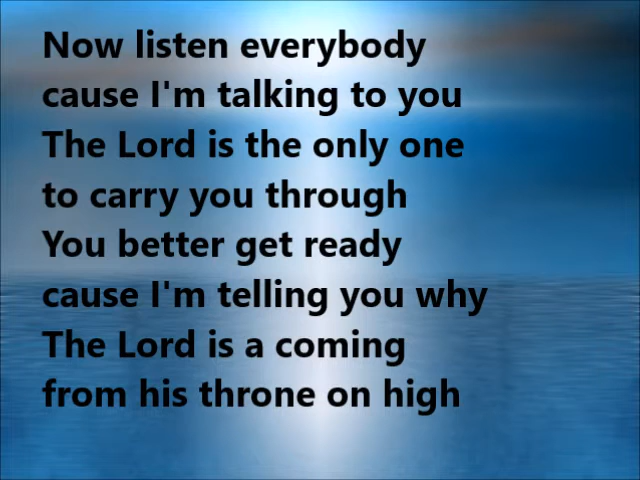 Now listen everybody
cause I'm talking to you
The Lord is the only one
to carry you through
You better get ready
cause I'm telling you why
The Lord is a coming
from his throne on high